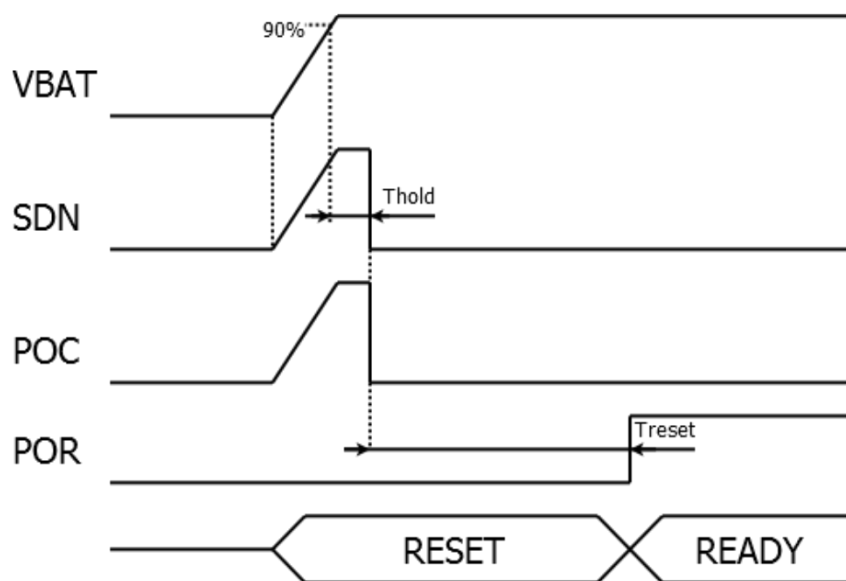 90%
VBAT
Thold
SDN
POC
Treset
POR
RESET READY